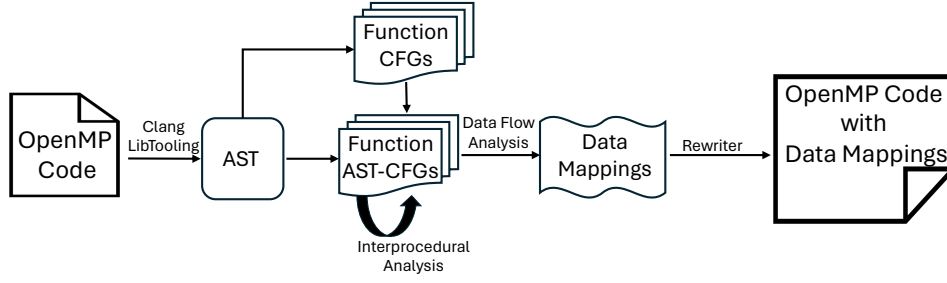 Function
CFGs
OpenMP
Code
Clang
LibTooling
AST
Function
AST-CFGs
Data Flow
Analysis
Data
Mappings
Rewriter
OpenMP Code
with
Data Mappings
Interprocedural
Analysis